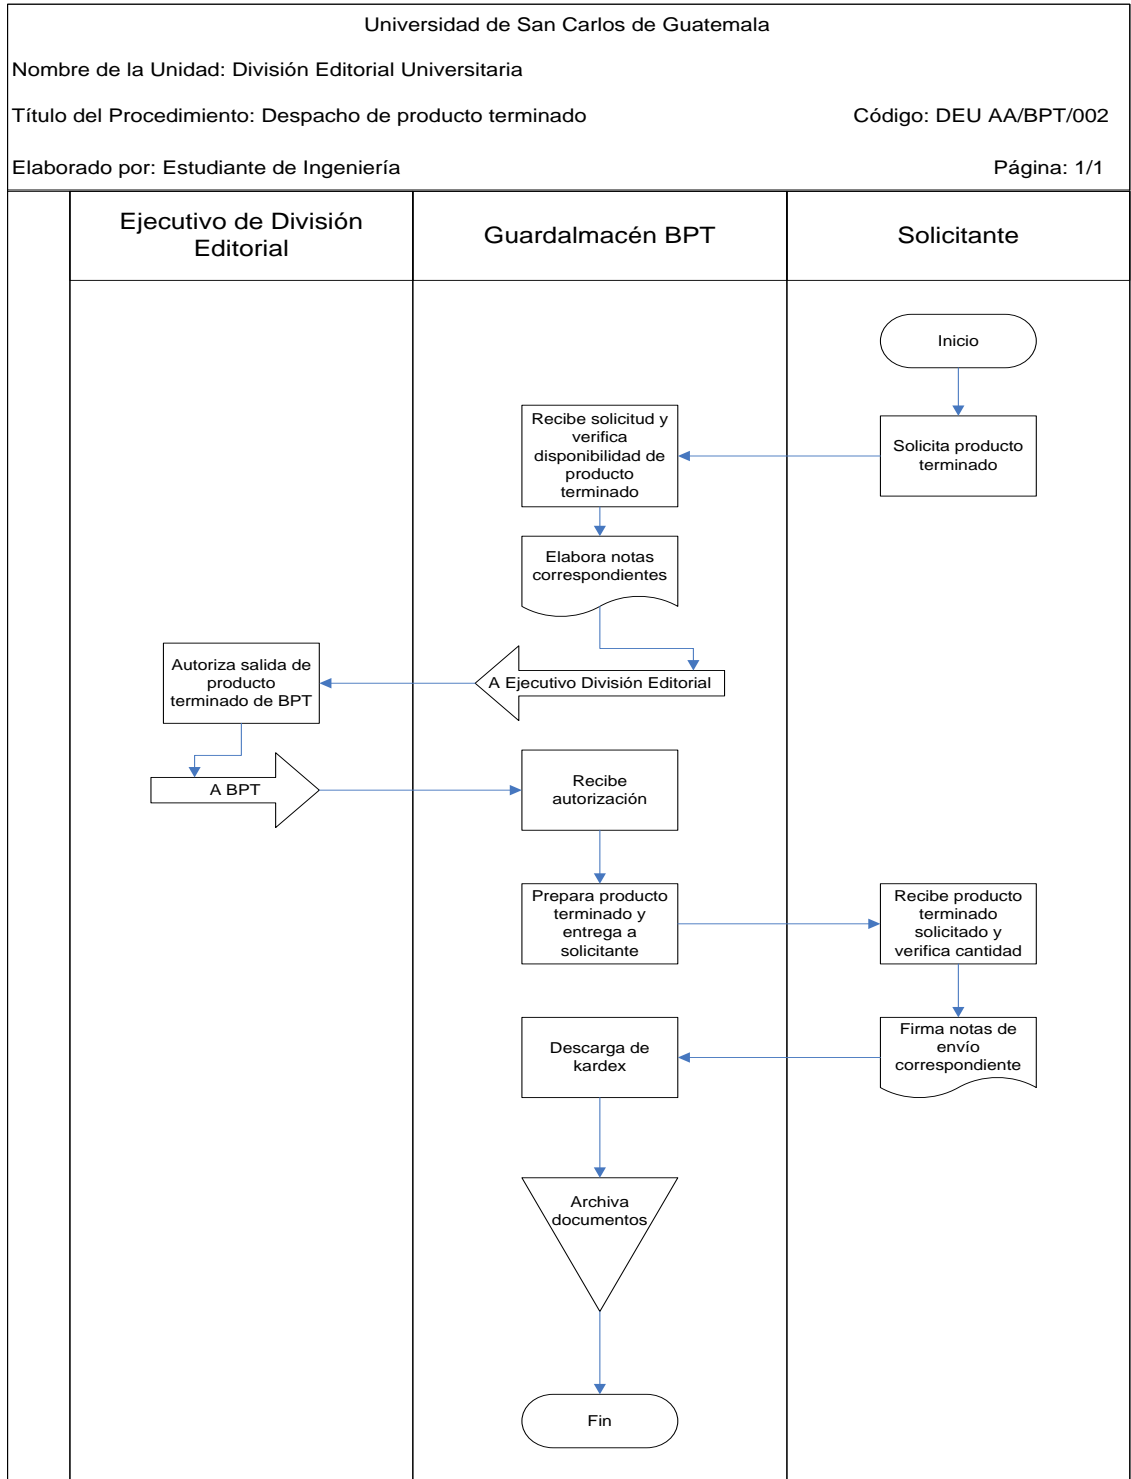 Universidad de San Carlos de Guatemala
Nombre de la Unidad: División Editorial Universitaria
Título del Procedimiento: Despacho de producto terminado
Código: DEU AA/BPT/002
Elaborado por: Estudiante de Ingeniería
Página: 1/1
Ejecutivo de División
Editorial
Guardalmacén BPT
Solicitante
Inicio
Solicita producto
terminado
Recibe solicitud y
verifica
disponibilidad de
producto
terminado
Elabora notas
correspondientes
A Ejecutivo División Editorial
Autoriza salida de
producto
terminado de BPT
A BPT
Recibe
autorización
Prepara producto
terminado y
entrega a
solicitante
Recibe producto
terminado
solicitado y
verifica cantidad
Firma notas de
envío
correspondiente
Descarga de
kardex
Archiva
documentos
Fin